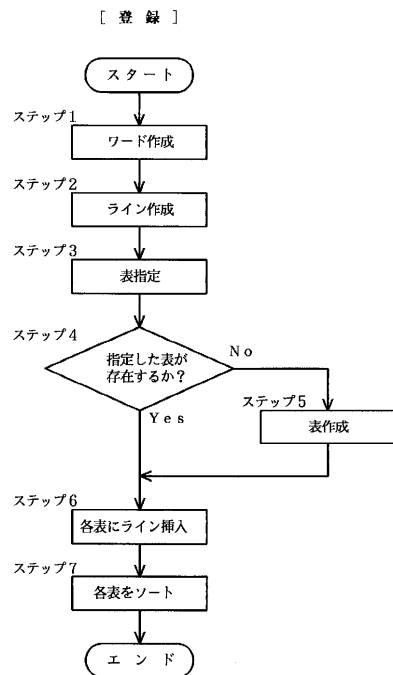 ［ 登 録 ］
ス タ ー ト
ステップ1
ワード作成
ステップ2
ライン作成
ステップ3
表指定
ステップ4
指定した表が
存在するか？
No
Yes
ステップ5
表作成
ステップ6
各表にライン挿入
ステップ7
各表をソート
エ ン ド